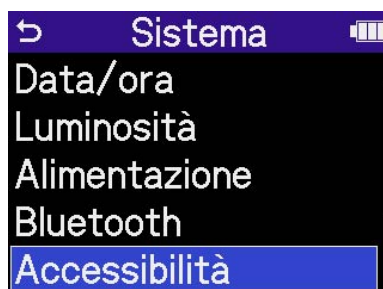 Sistema
Data/ora
Luminosità
Alimentazione
Bluetooth
Accessibilità